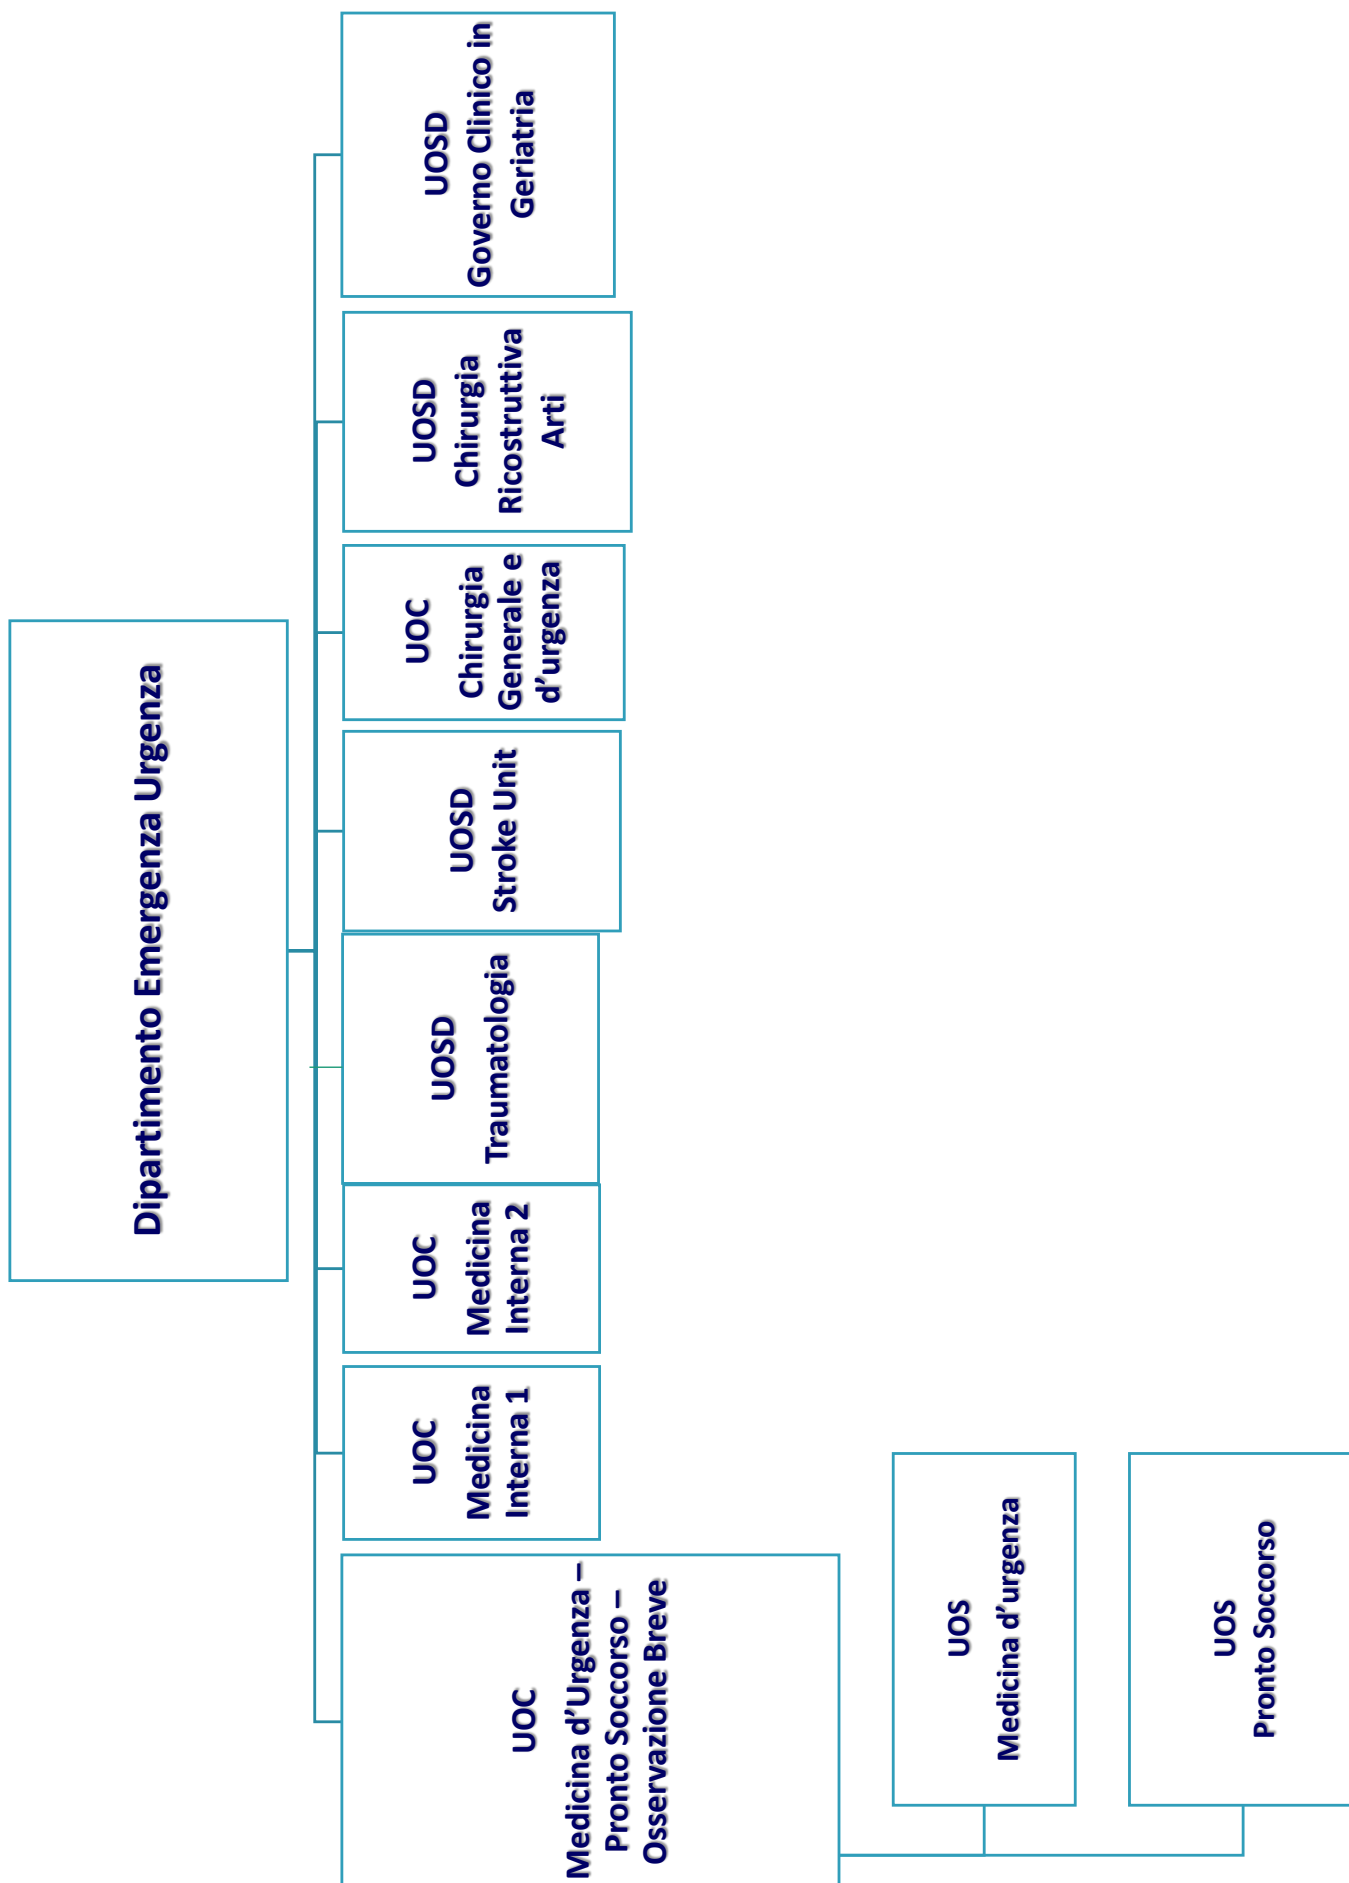 Dipartimento Emergenza Urgenza
UOC
Medicina d’Urgenza –
Pronto Soccorso –
Osservazione Breve
UOC
Medicina
Interna 1
UOC
Medicina
Interna 2
UOSD
Traumatologia
UOSD
Stroke Unit
UOC
Chirurgia
Generale e
d’urgenza
UOSD
Chirurgia
Ricostruttiva
Arti
UOSD
Governo Clinico in
Geriatria
UOS
Medicina d’urgenza
UOS
Pronto Soccorso